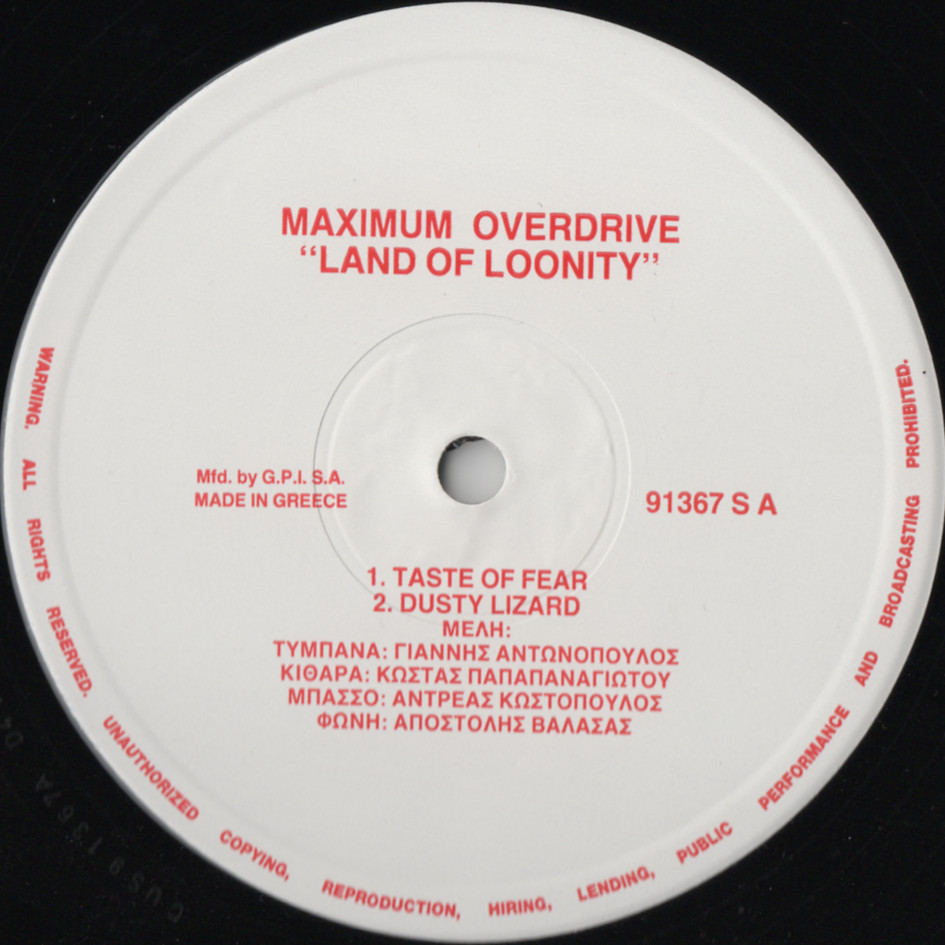 MAXIMUM OVERDRIVE
“LAND OF LOONITY”
Mfd. by G.P.I. S.A.
MADE IN GREECE
91367 S A
1. TASTE OF FEAR
2. DUSTY LIZARD
ΜΕΛΗ:
ΤΥΜΠΑΝΑ: ΓΙΑΝΝΗΣ ΑΝΤΩΝΟΠΟΥΛΟΣ
ΚΙΘΑΡΑ: ΚΩΣΤΑΣ ΠΑΠΑΠΑΝΑΓΙΩΤΟΥ
ΜΠΑΣΣΟ: ΑΝΤΡΕΑΣ ΚΩΣΤΟΠΟΥΛΟΣ
ΦΩΝΗ: ΑΠΟΣΤΟΛΗΣ ΒΑΛΑΣΑΣ
WARNING. ALL RIGHTS RESERVED. UNAUTHORIZED COPYING, REPRODUCTION, HIRING, LENDING, PUBLIC PERFORMANCE AND BROADCASTING PROHIBITED.